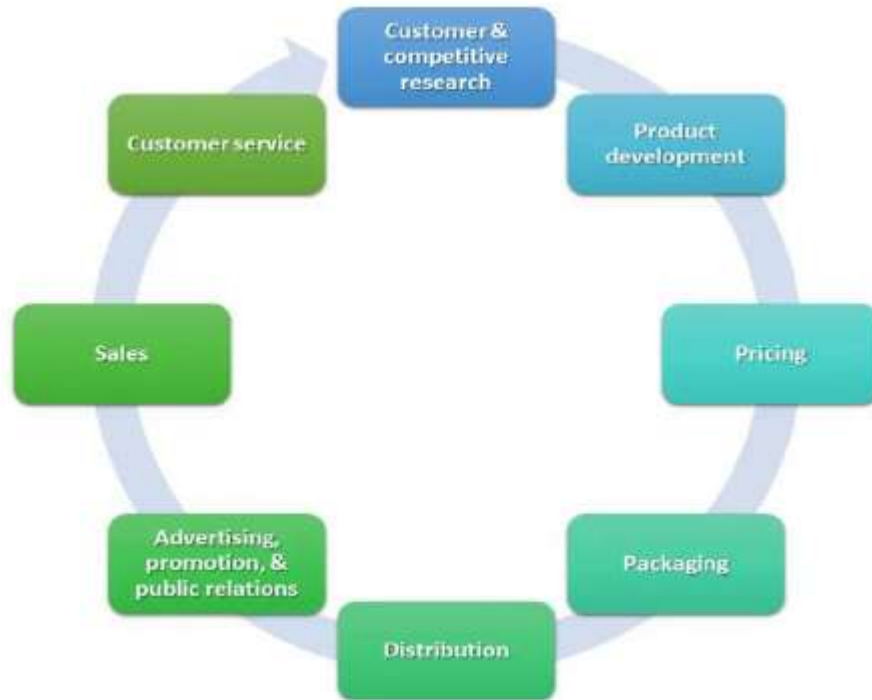 Customer &
competitive
research
Product
development
Pricing
Packaging
Distribution
Advertising,
promotion, &
public relations
Sales
Customer service